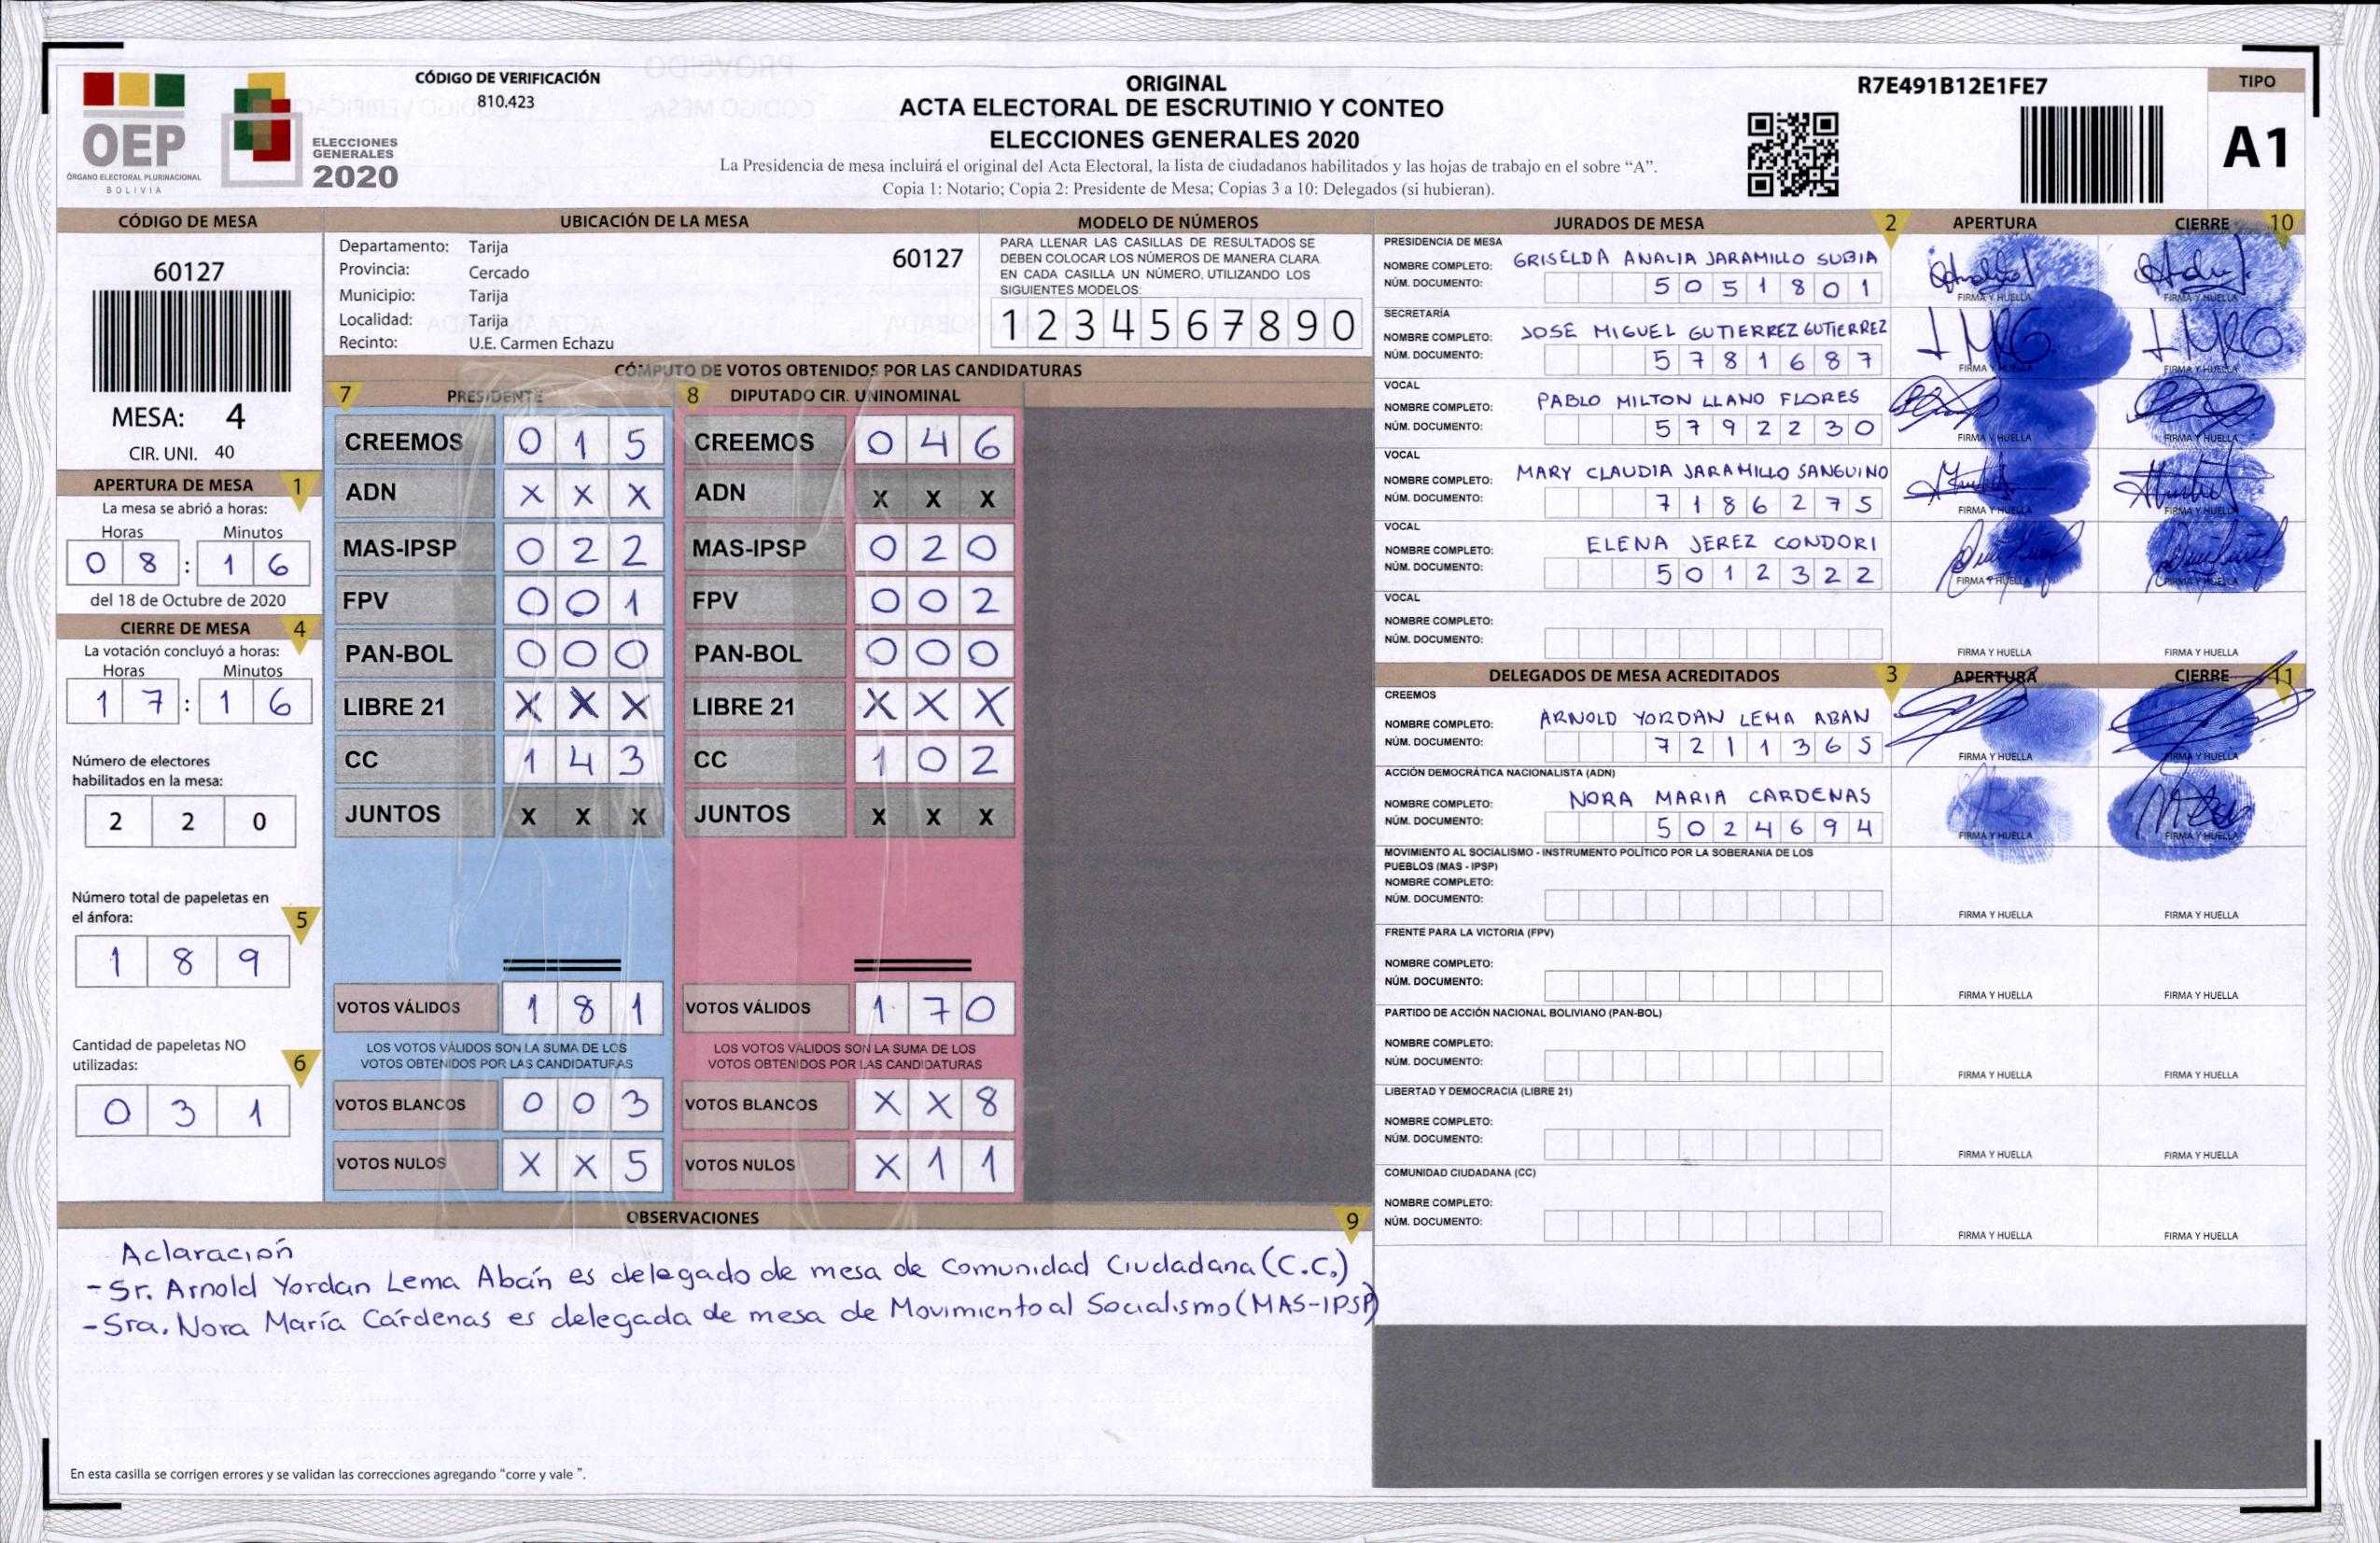 CÓDIGO DE VERIFICACIÓN
810.423
OEP
ÓRGANO ELECTORAL PLURINACIONAL
BOLIVIA
ELECCIONES
GENERALES
2020
ORIGINAL
ACTA ELECTORAL DE ESCRUTINIO Y CONTEO
ELECCIONES GENERALES 2020
La Presidencia de mesa incluirá el original del Acta Electoral, la lista de ciudadanos habilitados y las hojas de trabajo en el sobre “A”.
Copia 1: Notario; Copia 2: Presidente de Mesa; Copias 3 a 10: Delegados (si hubieran).
R7E491B12E1FE7
TIPO
A1
CÓDIGO DE MESA
60127
MESA: 4
CIR. UNI. 40
APERTURA DE MESA 1
La mesa se abrió a horas:
Horas Minutos
0 8 : 1 6
del 18 de Octubre de 2020
CIERRE DE MESA 4
La votación concluyó a horas:
Horas Minutos
1 7 : 1 6
Número de electores
habilitados en la mesa:
2 2 0
Número total de papeletas en
el ánfora: 5
1 8 9
Cantidad de papeletas NO
utilizadas: 6
0 3 1
UBICACIÓN DE LA MESA
Departamento: Tarija
60127
Provincia: Cercado
Municipio: Tarija
Localidad: Tarija
Recinto: U.E. Carmen Echazu
MODELO DE NÚMEROS
PARA LLENAR LAS CASILLAS DE RESULTADOS SE
DEBEN COLOCAR LOS NÚMEROS DE MANERA CLARA
EN CADA CASILLA UN NÚMERO, UTILIZANDO LOS
SIGUIENTES MODELOS:
1 2 3 4 5 6 7 8 9 0
CÓMPUTO DE VOTOS OBTENIDOS POR LAS CANDIDATURAS
7 PRESIDENTE 8 DIPUTADO CIR. UNINOMINAL
CREEMOS 0 1 5 CREEMOS 0 4 6
ADN X X X ADN X X X
MAS-IPSP 0 2 2 MAS-IPSP 0 2 0
FPV 0 0 1 FPV 0 0 2
PAN-BOL 0 0 0 PAN-BOL 0 0 0
LIBRE 21 X X X LIBRE 21 X X X
CC 1 4 3 CC 1 0 2
JUNTOS X X X JUNTOS X X X
VOTOS VÁLIDOS 1 8 1 VOTOS VÁLIDOS 1 7 0
LOS VOTOS VÁLIDOS SON LA SUMA DE LOS LOS VOTOS VÁLIDOS SON LA SUMA DE LOS
VOTOS OBTENIDOS POR LAS CANDIDATURAS VOTOS OBTENIDOS POR LAS CANDIDATURAS
VOTOS BLANCOS 0 0 3 VOTOS BLANCOS X X 8
VOTOS NULOS X X 5 VOTOS NULOS X 1 1
OBSERVACIONES 9
Aclaración
- Sr. Arnold Yordan Lema Abán es delegado de mesa de Comunidad Ciudadana (C.C.)
- Sra. Nora María Cárdenas es delegada de mesa de Movimiento al Socialismo (MAS-IPSP)
En esta casilla se corrigen errores y se validan las correcciones agregando “corre y vale ”.
JURADOS DE MESA 2 APERTURA CIERRE 10
PRESIDENCIA DE MESA
NOMBRE COMPLETO: GRISELDA ANALIA JARAMILLO SUBIA
NÚM. DOCUMENTO: 5 0 5 1 8 0 1
FIRMA Y HUELLA FIRMA Y HUELLA
SECRETARÍA
NOMBRE COMPLETO: JOSE MIGUEL GUTIERREZ GUTIERREZ
NÚM. DOCUMENTO: 5 7 8 1 6 8 7
FIRMA Y HUELLA FIRMA Y HUELLA
VOCAL
NOMBRE COMPLETO: PABLO MILTON LLANO FLORES
NÚM. DOCUMENTO: 5 7 9 2 2 3 0
FIRMA Y HUELLA FIRMA Y HUELLA
VOCAL
NOMBRE COMPLETO: MARY CLAUDIA JARAMILLO SANGUINO
NÚM. DOCUMENTO: 7 1 8 6 2 7 5
FIRMA Y HUELLA FIRMA Y HUELLA
VOCAL
NOMBRE COMPLETO: ELENA JEREZ CONDORI
NÚM. DOCUMENTO: 5 0 1 2 3 2 2
FIRMA Y HUELLA FIRMA Y HUELLA
VOCAL
NOMBRE COMPLETO:
NÚM. DOCUMENTO:
FIRMA Y HUELLA FIRMA Y HUELLA
DELEGADOS DE MESA ACREDITADOS 3 APERTURA CIERRE 11
CREEMOS
NOMBRE COMPLETO: ARNOLD YORDAN LEMA ABAN
NÚM. DOCUMENTO: 7 2 1 1 3 6 5
FIRMA Y HUELLA FIRMA Y HUELLA
ACCIÓN DEMOCRÁTICA NACIONALISTA (ADN)
NOMBRE COMPLETO: NORA MARIA CARDENAS
NÚM. DOCUMENTO: 5 0 2 4 6 9 4
FIRMA Y HUELLA FIRMA Y HUELLA
MOVIMIENTO AL SOCIALISMO - INSTRUMENTO POLÍTICO POR LA SOBERANIA DE LOS
PUEBLOS (MAS - IPSP)
NOMBRE COMPLETO:
NÚM. DOCUMENTO:
FIRMA Y HUELLA FIRMA Y HUELLA
FRENTE PARA LA VICTORIA (FPV)
NOMBRE COMPLETO:
NÚM. DOCUMENTO:
FIRMA Y HUELLA FIRMA Y HUELLA
PARTIDO DE ACCIÓN NACIONAL BOLIVIANO (PAN-BOL)
NOMBRE COMPLETO:
NÚM. DOCUMENTO:
FIRMA Y HUELLA FIRMA Y HUELLA
LIBERTAD Y DEMOCRACIA (LIBRE 21)
NOMBRE COMPLETO:
NÚM. DOCUMENTO:
FIRMA Y HUELLA FIRMA Y HUELLA
COMUNIDAD CIUDADANA (CC)
NOMBRE COMPLETO:
NÚM. DOCUMENTO:
FIRMA Y HUELLA FIRMA Y HUELLA